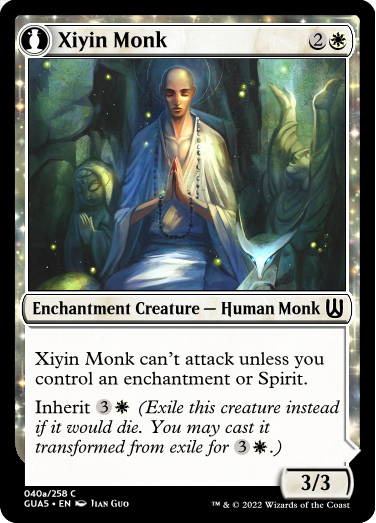 Xiyin Monk 2
Enchantment Creature — Human Monk
Xiyin Monk can't attack unless you
control an enchantment or Spirit.
Inherit 3 (Exile this creature instead
if it would die. You may cast it
transformed from exile for 3 .)
3/3
040a/258 C
GUA5 • EN Jian Guo
™ & © 2022 Wizards of the Coast